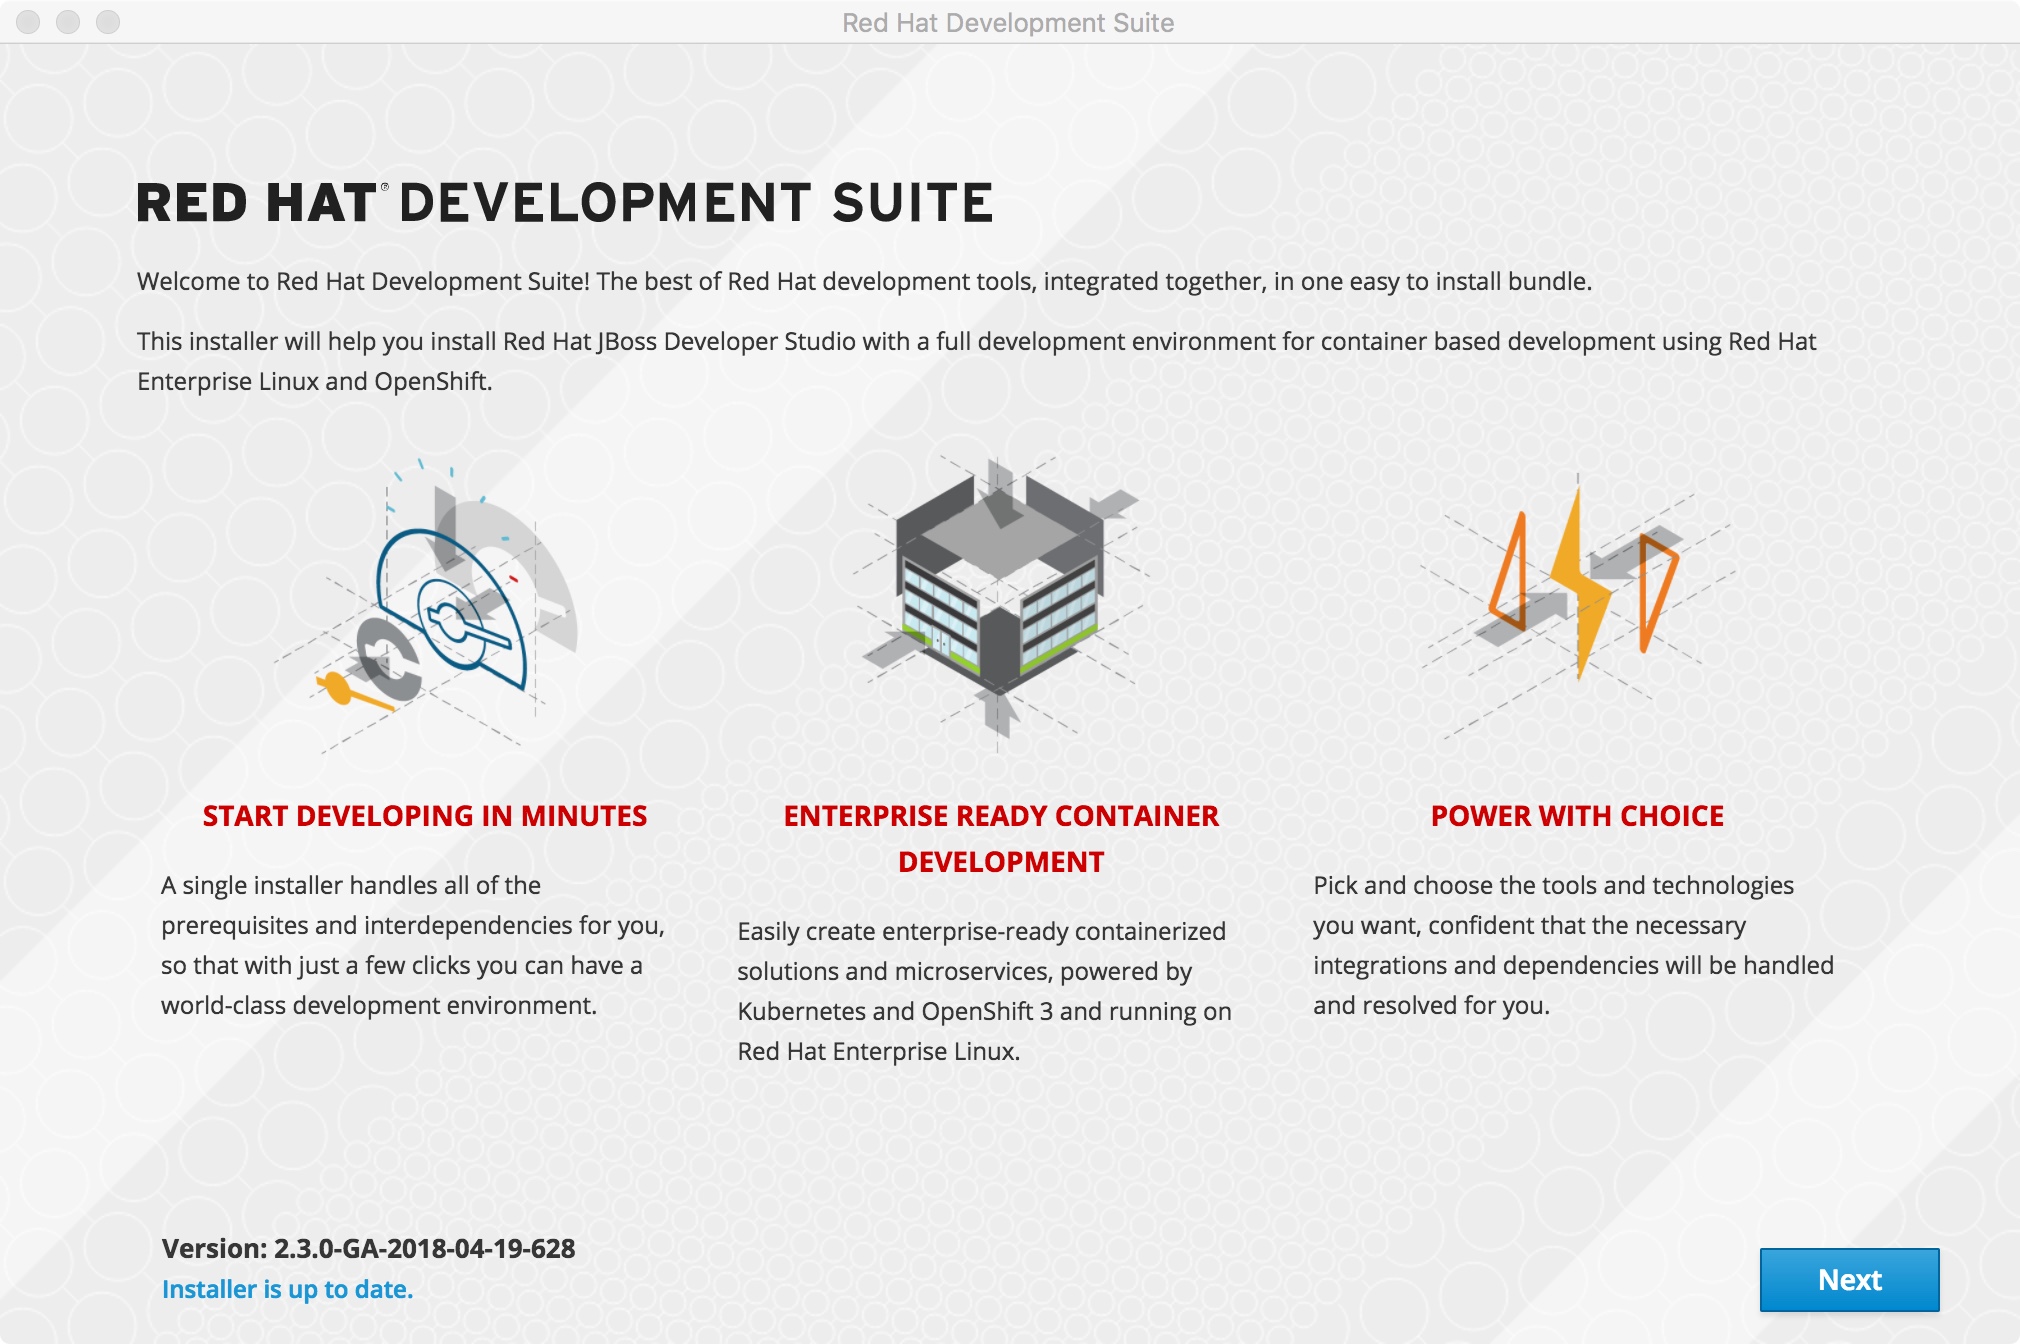 Red Hat Development Suite
RED HAT® DEVELOPMENT SUITE
Welcome to Red Hat Development Suite! The best of Red Hat development tools, integrated together, in one easy to install bundle.
This installer will help you install Red Hat JBoss Developer Studio with a full development environment for container based development using Red Hat
Enterprise Linux and OpenShift.
START DEVELOPING IN MINUTES
A single installer handles all of the
prerequisites and interdependencies for you,
so that with just a few clicks you can have a
world-class development environment.
ENTERPRISE READY CONTAINER
DEVELOPMENT
Easily create enterprise-ready containerized
solutions and microservices, powered by
Kubernetes and OpenShift 3 and running on
Red Hat Enterprise Linux.
POWER WITH CHOICE
Pick and choose the tools and technologies
you want, confident that the necessary
integrations and dependencies will be handled
and resolved for you.
Version: 2.3.0-GA-2018-04-19-628
Installer is up to date.
Next